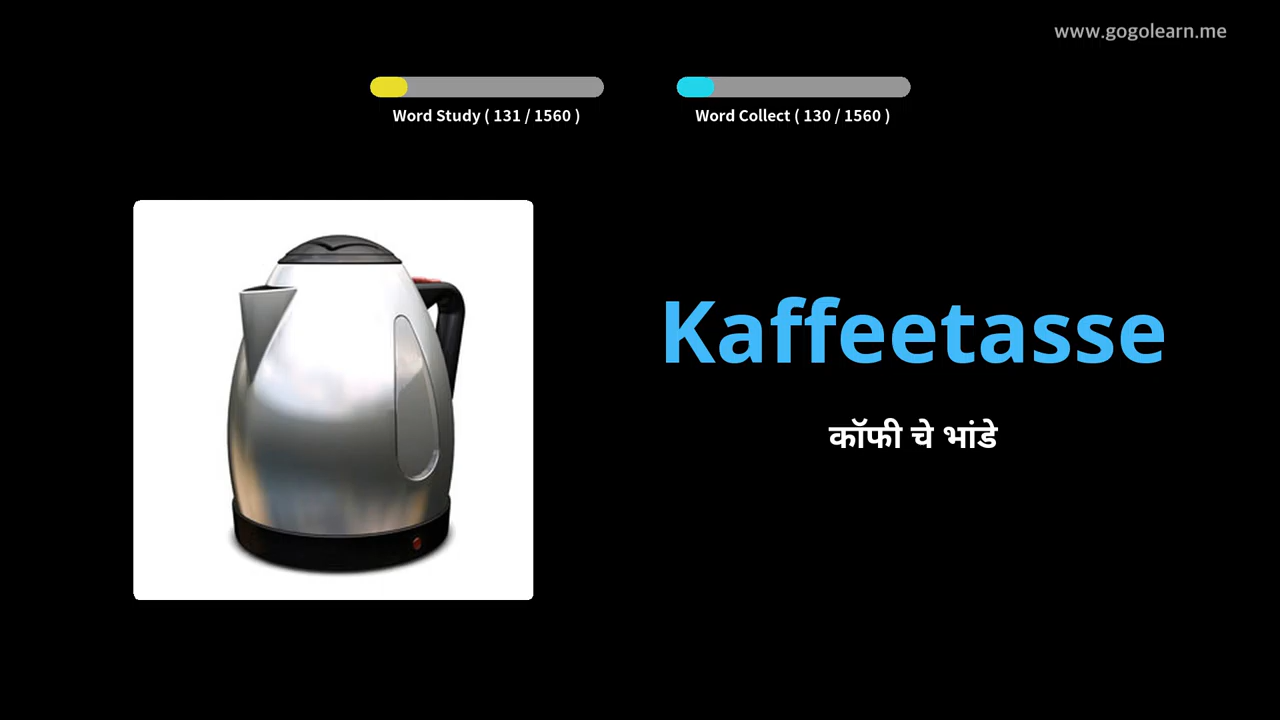 www.gogolearn.me
Word Study ( 131 / 1560 )
Word Collect ( 130 / 1560 )
Kaffeetasse
कॉफी चे भांडे